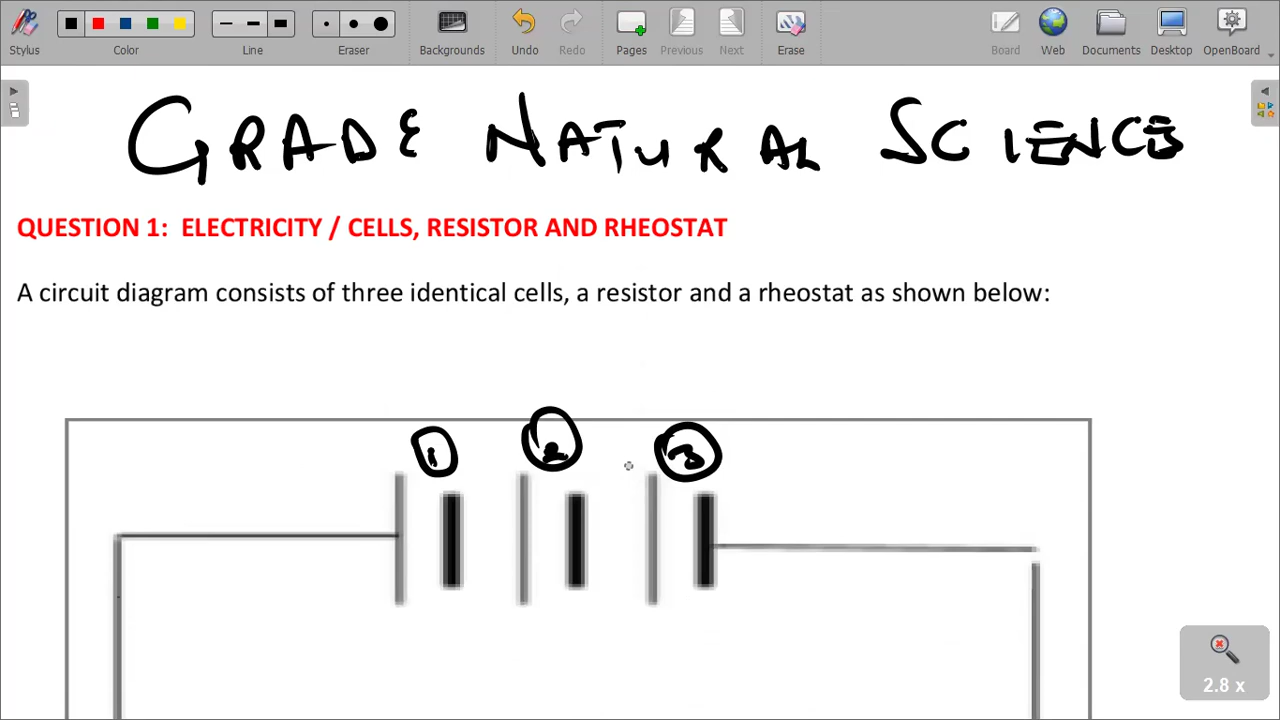 Stylus Color Line Eraser Backgrounds Undo Redo Pages Previous Next Erase Board Web Documents Desktop OpenBoard
GRADE NATURAL SCIENCE
QUESTION 1: ELECTRICITY / CELLS, RESISTOR AND RHEOSTAT
A circuit diagram consists of three identical cells, a resistor and a rheostat as shown below:
1 2 3
2.8 x